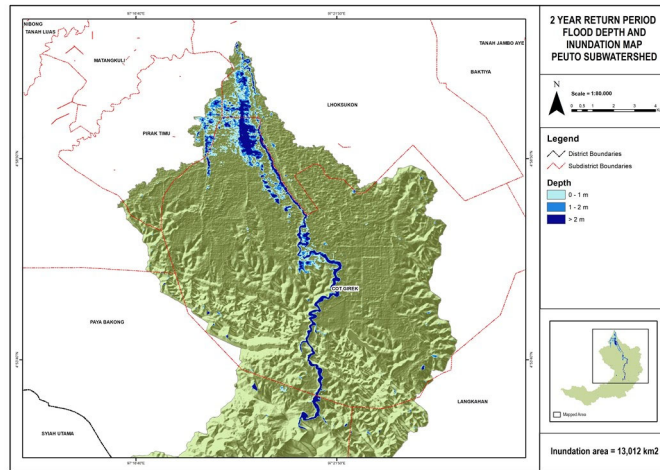 2 YEAR RETURN PERIOD
FLOOD DEPTH AND
INUNDATION MAP
PEUTO SUBWATERSHED
N
Scale = 1:80.000
Legend
District Boundaries
Subdistrict Boundaries
Depth
0 - 1 m
1 - 2 m
> 2 m
Mapped Area
Inundation area = 13,012 km2
NIBONG
TANAH LUAS
MATANGKULI
TANAH JAMBO AYE
BAKTIYA
LHOKSUKON
PIRAK TIMU
COT GIREK
PAYA BAKONG
LANGKAHAN
SYIAH UTAMA